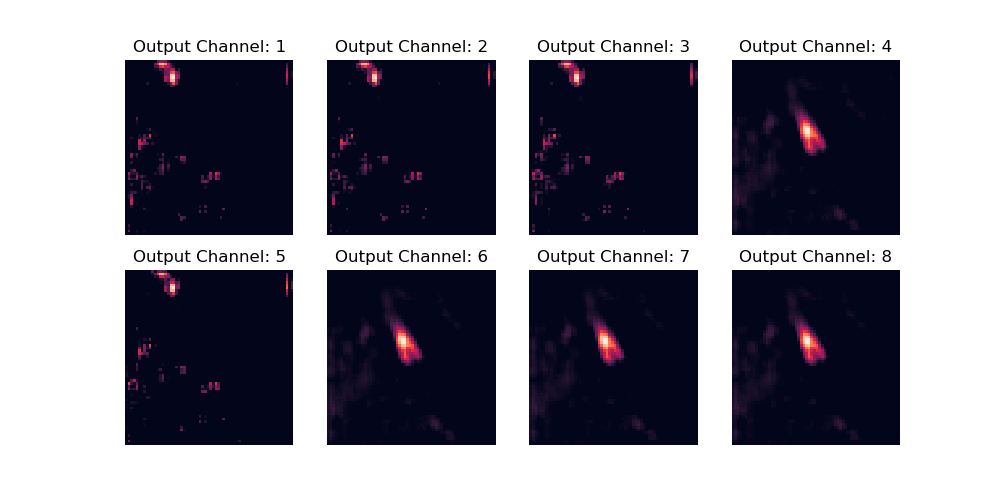 Output Channel: 1
Output Channel: 2
Output Channel: 3
Output Channel: 4
Output Channel: 5
Output Channel: 6
Output Channel: 7
Output Channel: 8